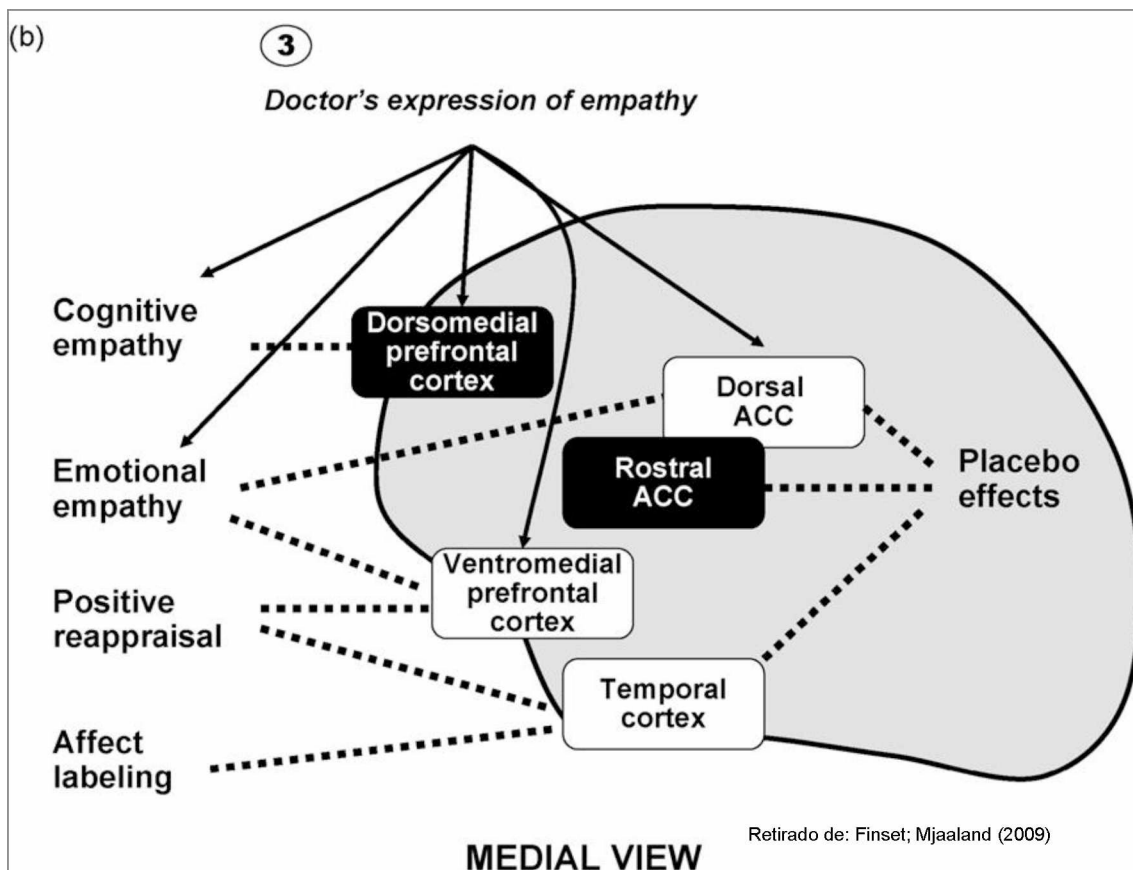 (b)
3
Doctor's expression of empathy
Cognitive
empathy
Dorsomedial
prefrontal
cortex
Dorsal
ACC
Emotional
empathy
Rostral
ACC
Placebo
effects
Ventromedial
prefrontal
cortex
Positive
reappraisal
Temporal
cortex
Affect
labeling
Retirado de: Finset; Mjaaland (2009)
MEDIAL VIEW